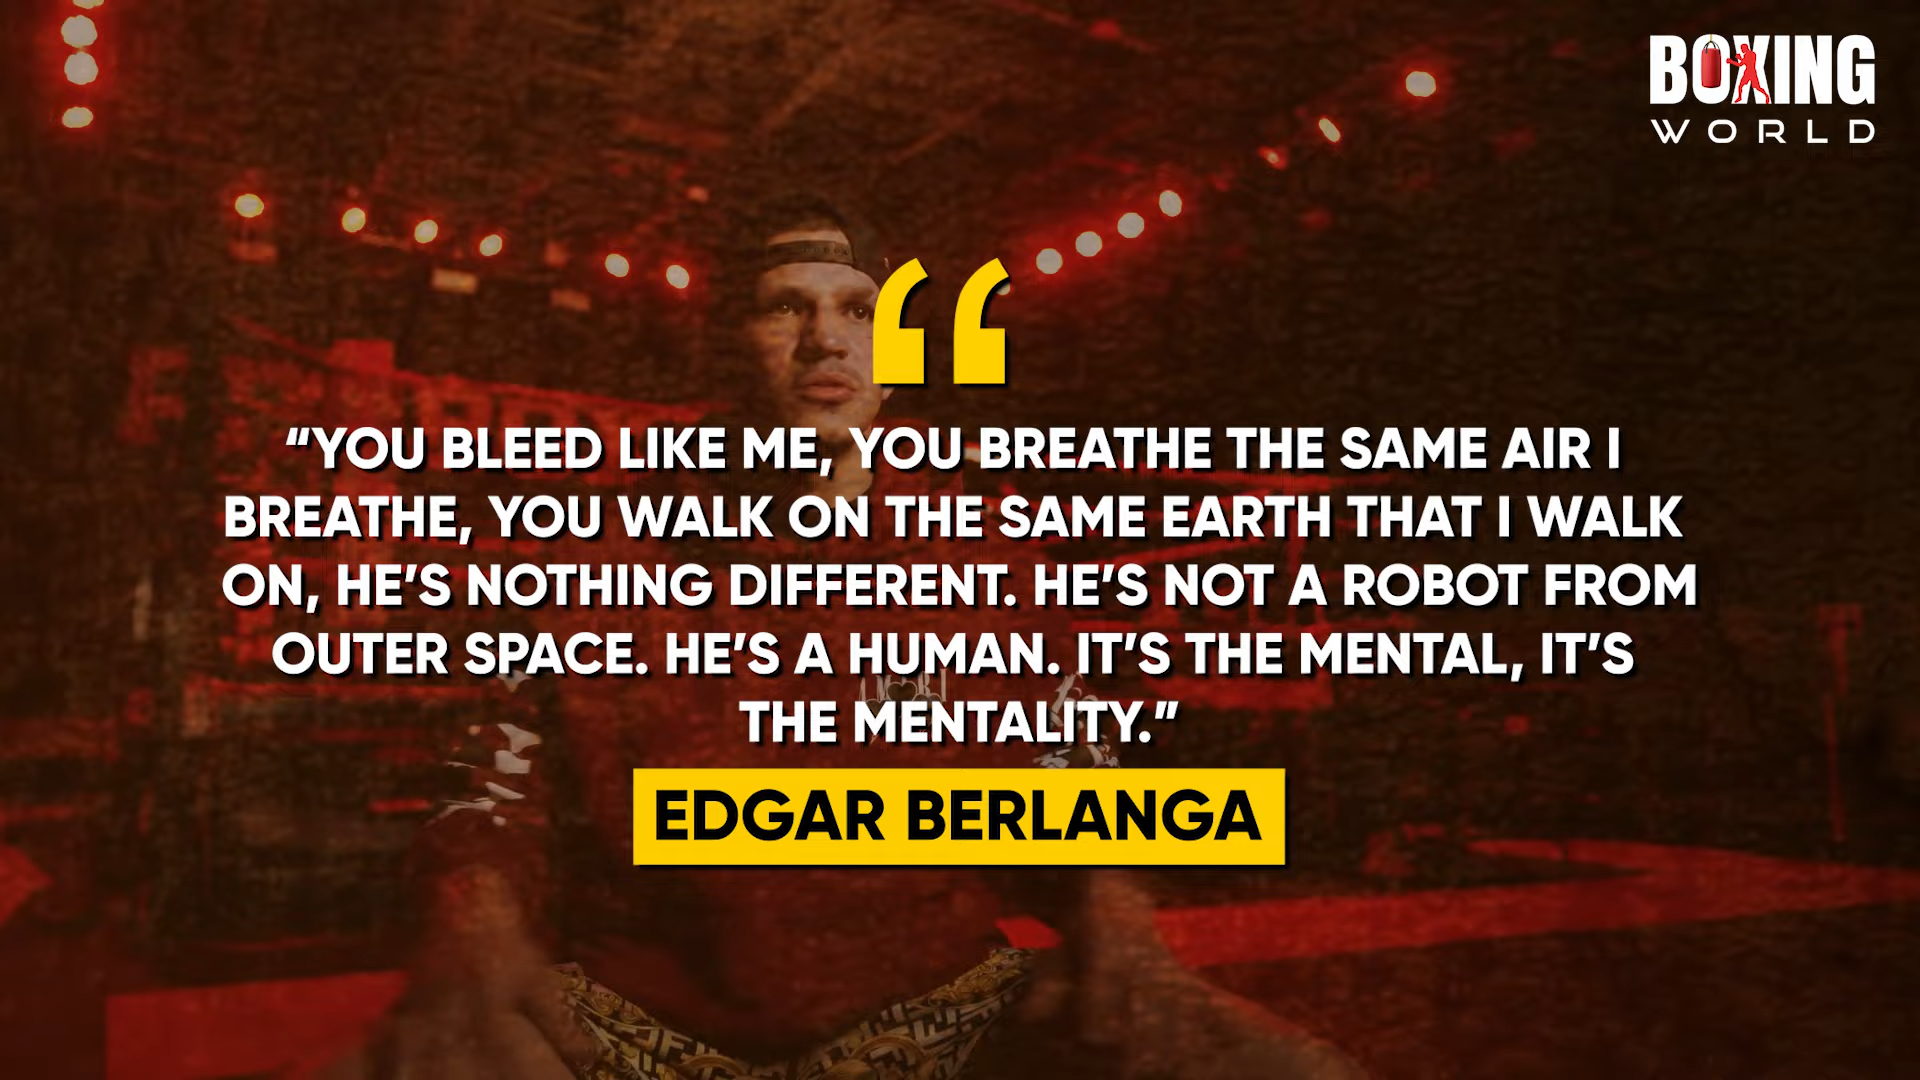 BOXING
WORLD
“YOU BLEED LIKE ME, YOU BREATHE THE SAME AIR I
BREATHE, YOU WALK ON THE SAME EARTH THAT I WALK
ON, HE’S NOTHING DIFFERENT. HE’S NOT A ROBOT FROM
OUTER SPACE. HE’S A HUMAN. IT’S THE MENTAL, IT’S
THE MENTALITY.”
EDGAR BERLANGA